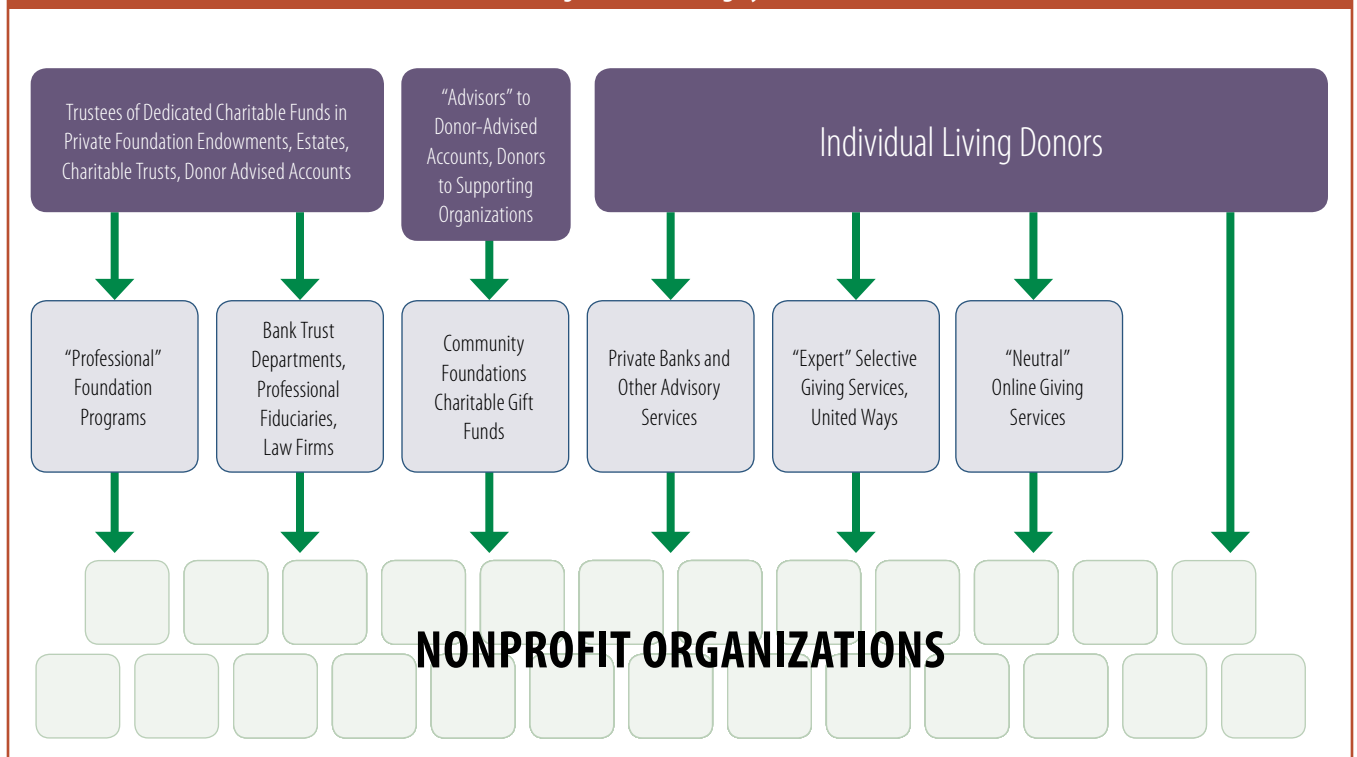 Trustees of Dedicated Charitable Funds in
Private Foundation Endowments, Estates,
Charitable Trusts, Donor Advised Accounts
“Advisors” to
Donor-Advised
Accounts, Donors
to Supporting
Organizations
Individual Living Donors
“Professional”
Foundation
Programs
Bank Trust
Departments,
Professional
Fiduciaries,
Law Firms
Community
Foundations
Charitable Gift
Funds
Private Banks and
Other Advisory
Services
“Expert” Selective
Giving Services,
United Ways
“Neutral”
Online Giving
Services
NONPROFIT ORGANIZATIONS